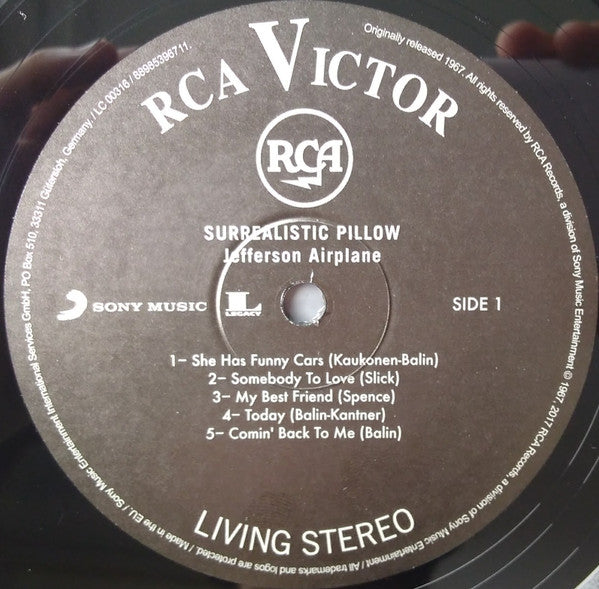 RCA VICTOR
Originally released 1967. All rights reserved by RCA Records, a division of Sony Music Entertainment ℗ 1967, 2017 RCA Records, a division of Sony Music Entertainment / All trademarks and logos are protected. / Made in the EU. / Sony Music Entertainment International Services GmbH, PO Box 510, 33311 Gütersloh, Germany. / LC 00316 / 88985396711.
RCA
SURREALISTIC PILLOW
Jefferson Airplane
SONY MUSIC
L
LEGACY
SIDE 1
1– She Has Funny Cars (Kaukonen-Balin)
2– Somebody To Love (Slick)
3– My Best Friend (Spence)
4– Today (Balin-Kantner)
5– Comin' Back To Me (Balin)
LIVING STEREO